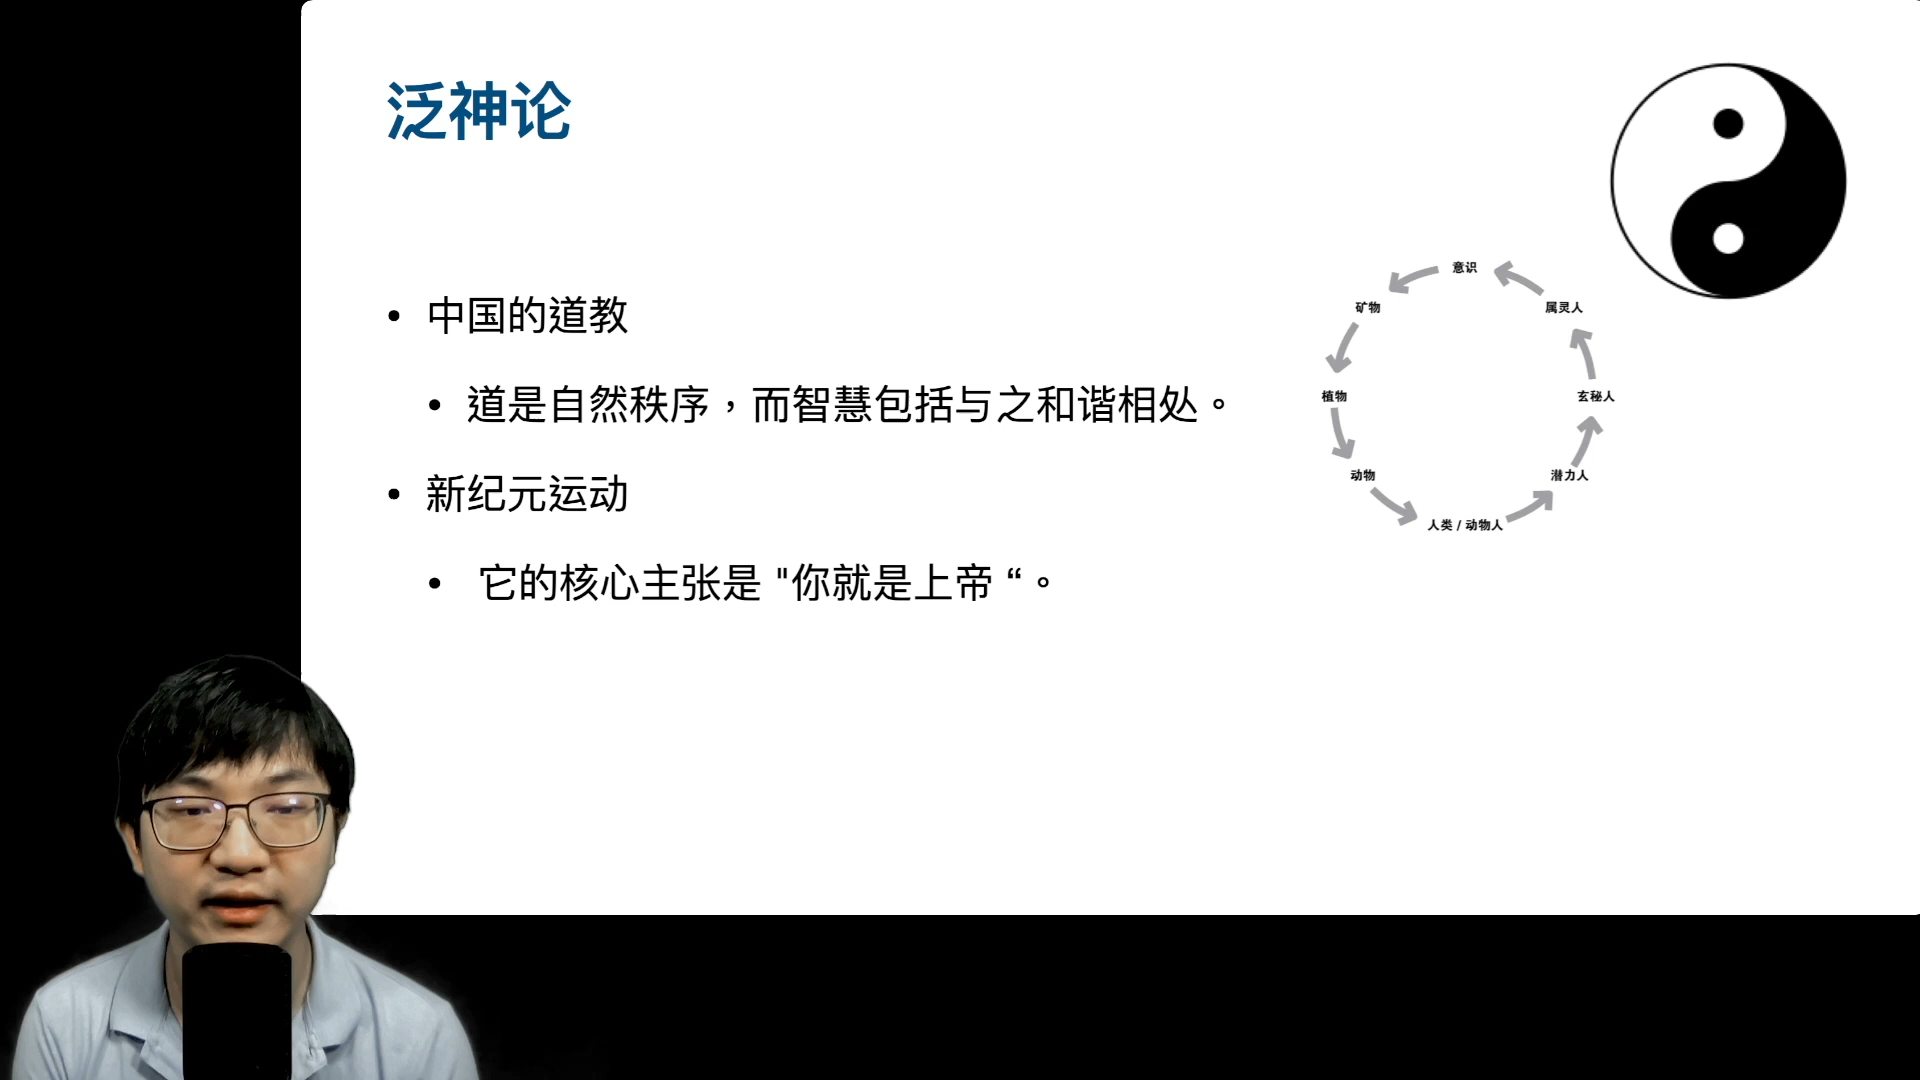 泛神论
• 中国的道教
• 道是自然秩序，而智慧包括与之和谐相处。
• 新纪元运动
• 它的核心主张是 "你就是上帝 “。
意识
矿物
属灵人
植物
玄秘人
动物
潜力人
人类 / 动物人